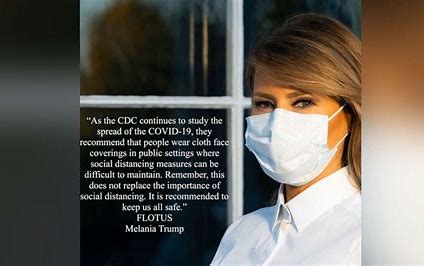 “As the CDC continues to study the
spread of the COVID-19, they
recommend that people wear cloth face
coverings in public settings where
social distancing measures can be
difficult to maintain. Remember, this
does not replace the importance of
social distancing. It is recommended to
keep us all safe.”
FLOTUS
Melania Trump